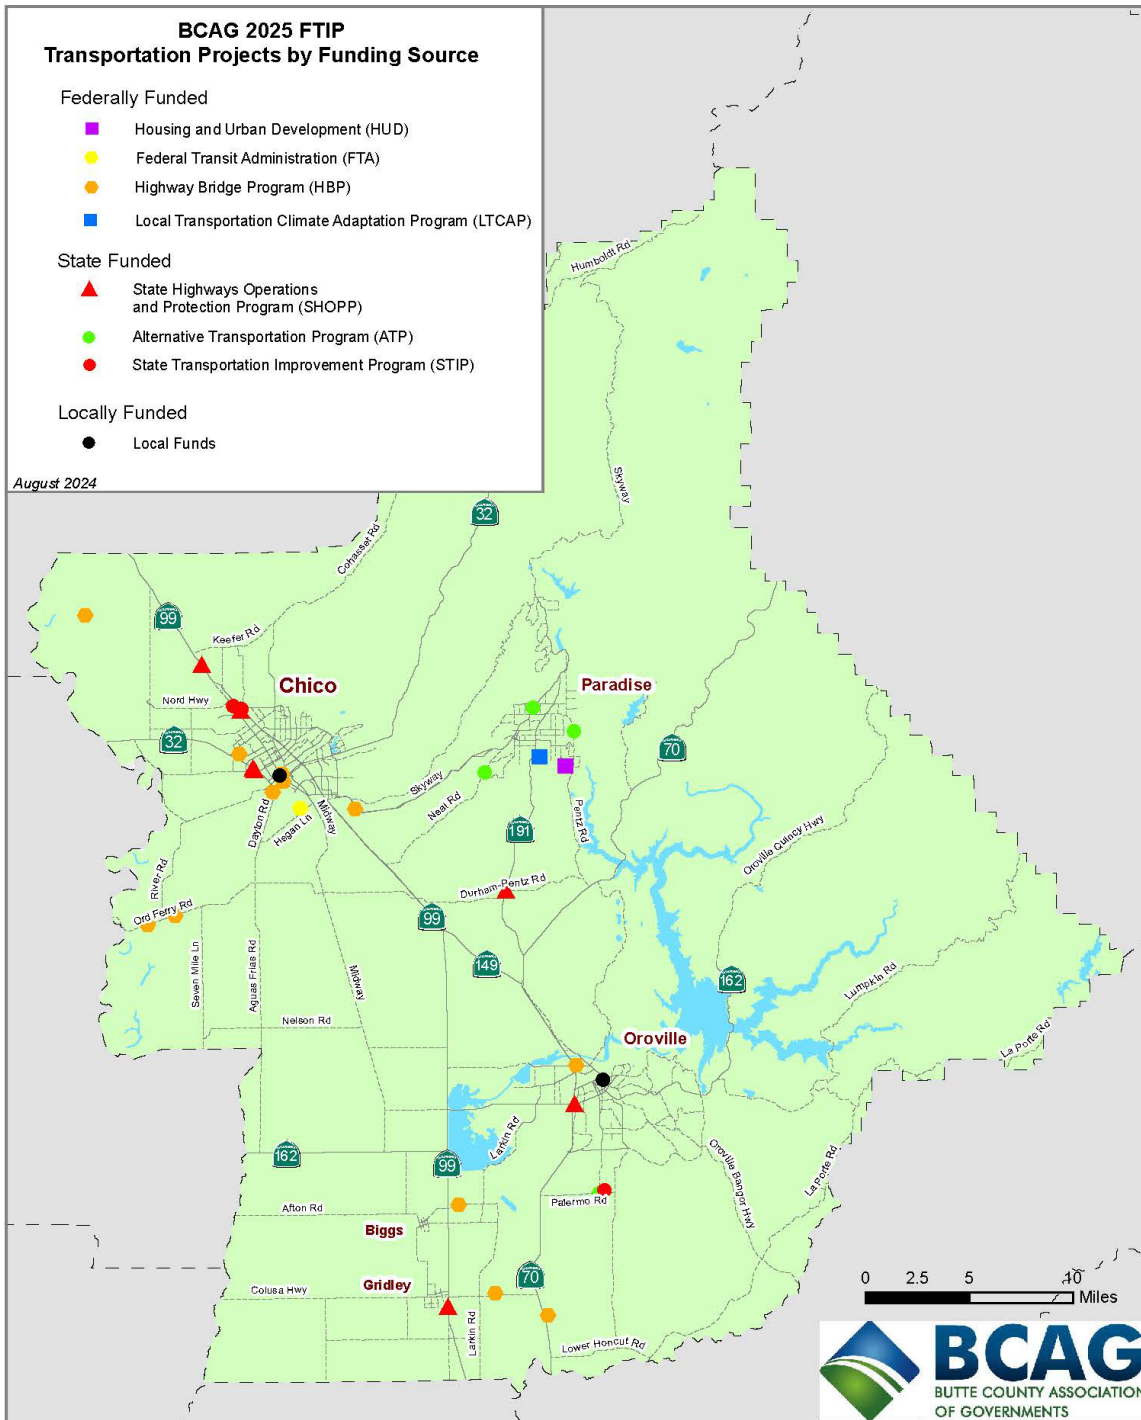 BCAG 2025 FTIP
Transportation Projects by Funding Source
Federally Funded
Housing and Urban Development (HUD)
Federal Transit Administration (FTA)
Highway Bridge Program (HBP)
Local Transportation Climate Adaptation Program (LTCAP)
State Funded
State Highways Operations
and Protection Program (SHOPP)
Alternative Transportation Program (ATP)
State Transportation Improvement Program (STIP)
Locally Funded
Local Funds
August 2024
Humboldt Rd
Skyway
32
Cohasset Rd
99
Keefer Rd
Chico
Paradise
Nord Hwy
32
70
Skyway
Neal Rd
Pentz Rd
Dayton Rd
Hegan Ln
Midway
191
Oroville Quincy Hwy
River Rd
Durham-Pentz Rd
Ord Ferry Rd
99
149
162
Seven Mile Ln
Aguas Frias Rd
Midway
Lumpkin Rd
Nelson Rd
La Porte Rd
Oroville
Larkin Rd
162
99
Oroville Bangor Hwy
La Porte Rd
Afton Rd
Palermo Rd
Biggs
Gridley
70
Colusa Hwy
Larkin Rd
Lower Honcut Rd
0 2.5 5 10
Miles
BCAG
BUTTE COUNTY ASSOCIATION
OF GOVERNMENTS